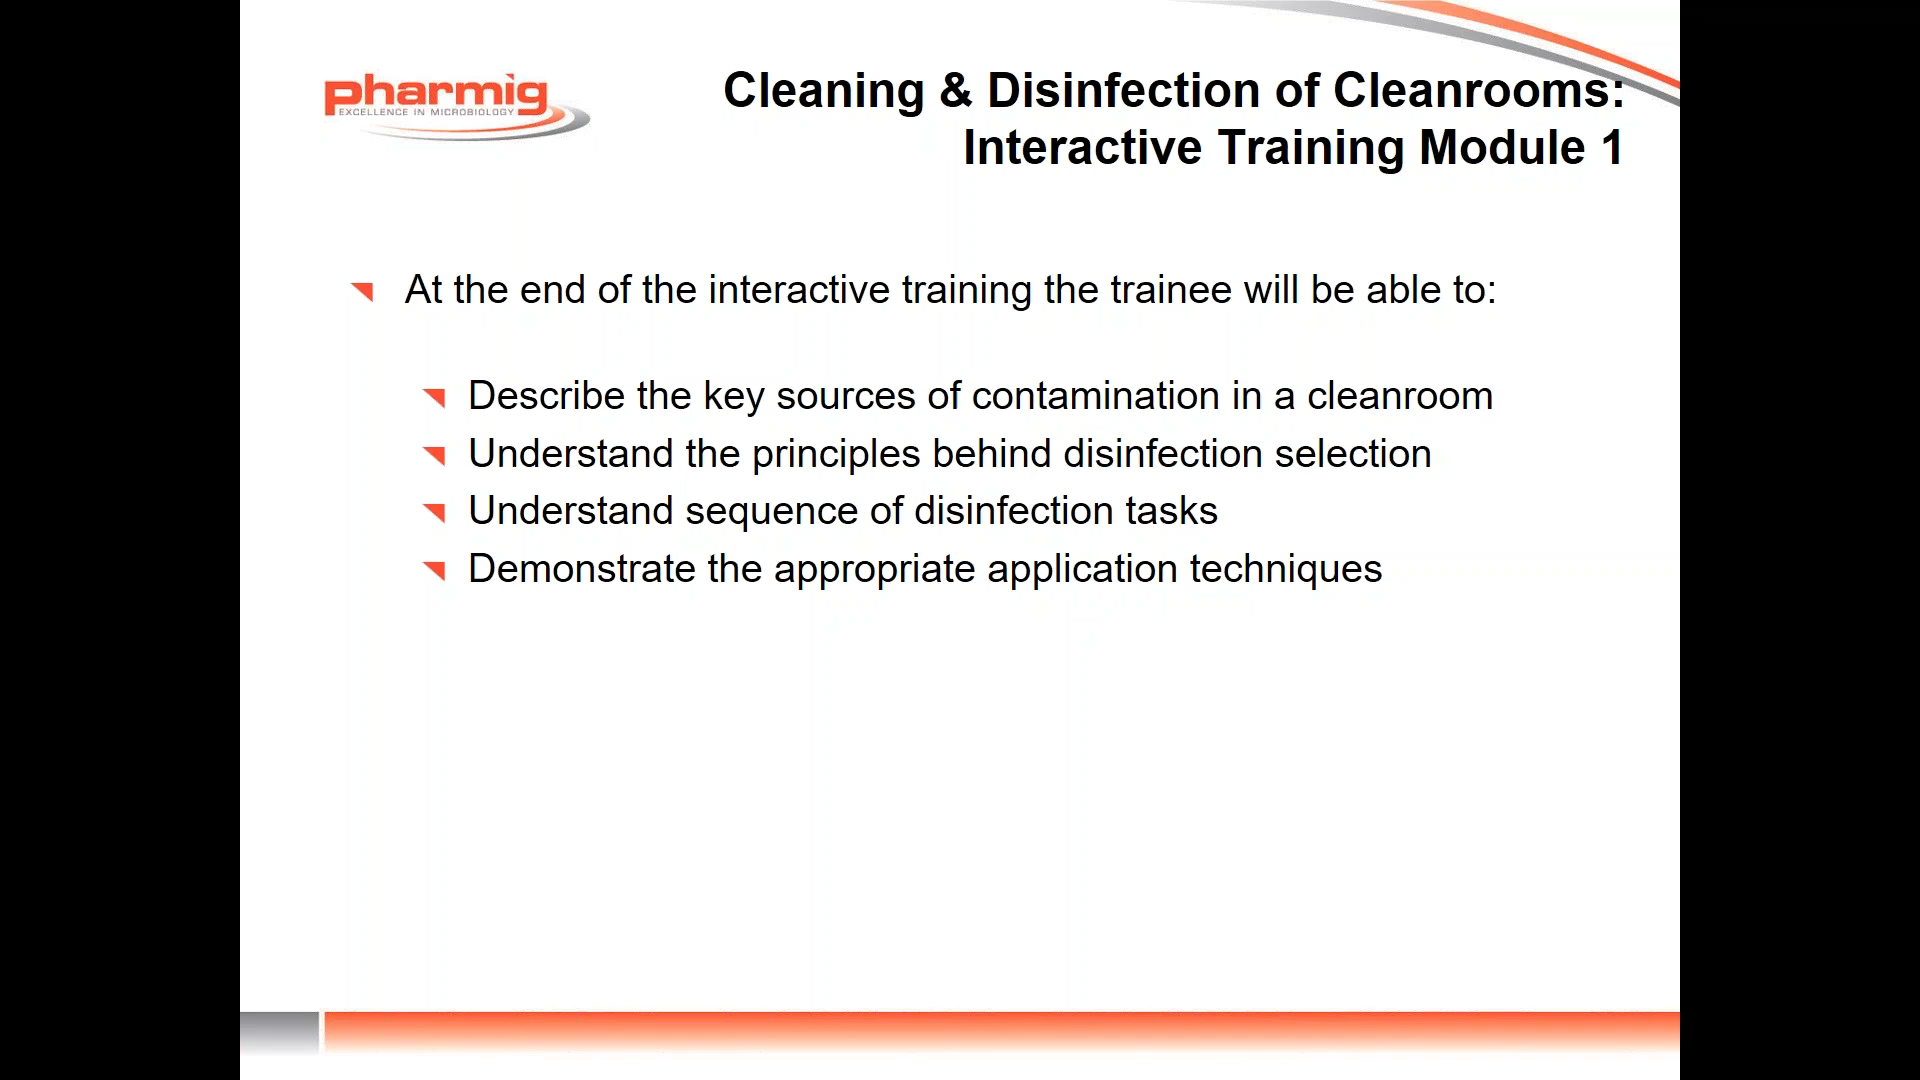 pharmig
EXCELLENCE IN MICROBIOLOGY
Cleaning & Disinfection of Cleanrooms:
Interactive Training Module 1
At the end of the interactive training the trainee will be able to:
Describe the key sources of contamination in a cleanroom
Understand the principles behind disinfection selection
Understand sequence of disinfection tasks
Demonstrate the appropriate application techniques